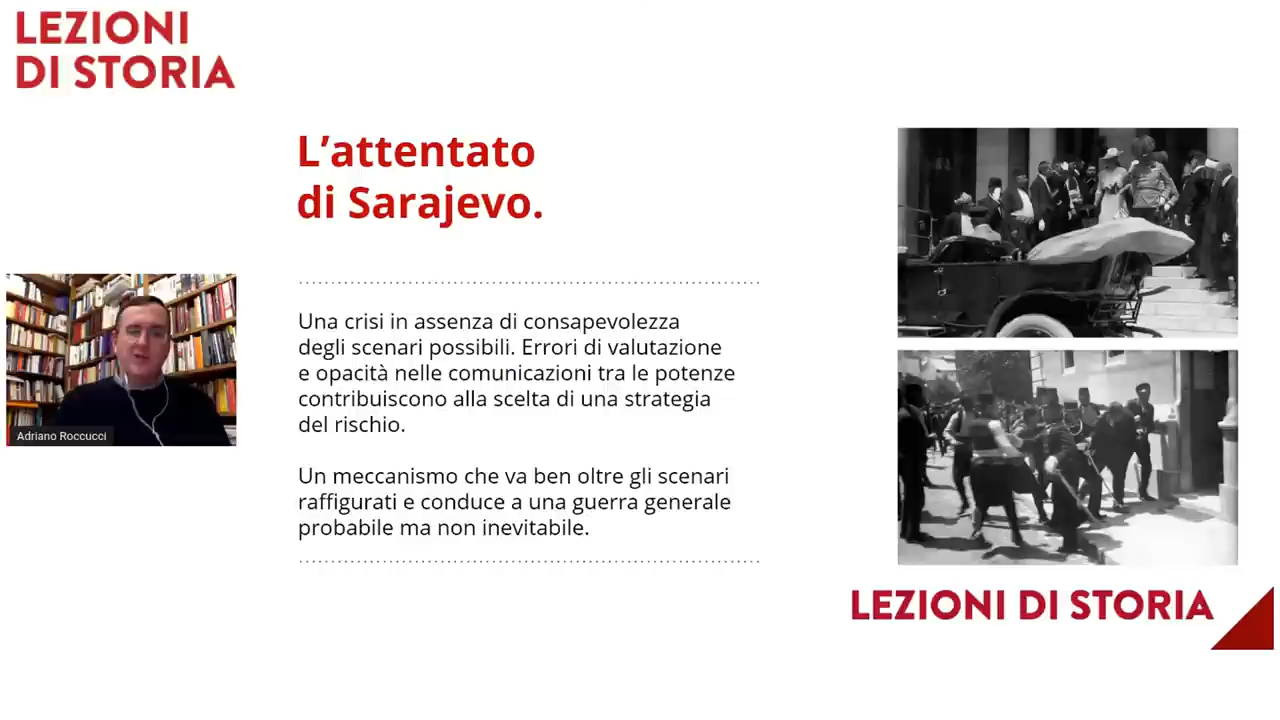 LEZIONI
DI STORIA
L’attentato
di Sarajevo.
Una crisi in assenza di consapevolezza
degli scenari possibili. Errori di valutazione
e opacità nelle comunicazioni tra le potenze
contribuiscono alla scelta di una strategia
del rischio.
Un meccanismo che va ben oltre gli scenari
raffigurati e conduce a una guerra generale
probabile ma non inevitabile.
Adriano Roccucci
LEZIONI DI STORIA